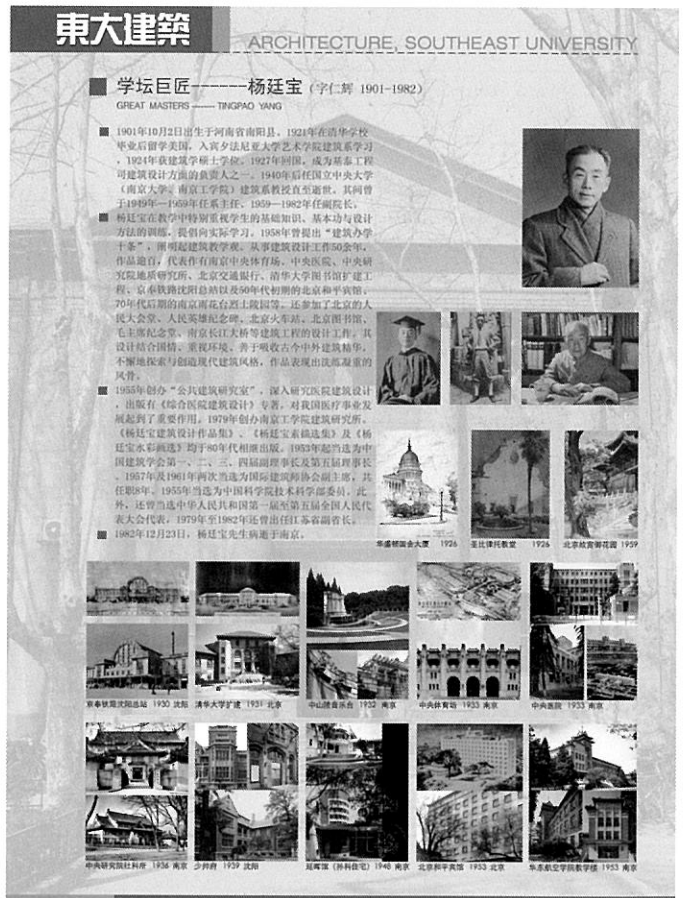 東大建築
ARCHITECTURE, SOUTHEAST UNIVERSITY
学坛巨匠------杨廷宝(字仁辉 1901-1982)
GREAT MASTERS —— TINGPAO YANG
1901年10月2日出生于河南省南阳县。1921年在清华学校
毕业后留学美国,入宾夕法尼亚大学艺术学院建筑系学习
,1924年获建筑学硕士学位。1927年回国,成为基泰工程
司建筑设计方面的负责人之一。1940年后任国立中央大学
(南京大学、南京工学院)建筑系教授直至逝世。其间曾
于1949年—1959年任系主任、1959—1982年任副院长。
杨廷宝在教学中特别重视学生的基础知识、基本功与设计
方法的训练,提倡向实际学习。1958年曾提出“建筑办学
十条”,阐明起建筑教学观。从事建筑设计工作50余年,
作品逾百,代表作有南京中央体育场、中央医院、中央研
究院地质研究所、北京交通银行、清华大学图书馆扩建工
程、京奉铁路沈阳总站以及50年代初期的北京和平宾馆、
70年代后期的南京雨花台烈士陵园等。还参加了北京的人
民大会堂、人民英雄纪念碑、北京火车站、北京图书馆、
毛主席纪念堂、南京长江大桥等建筑工程的设计工作。其
设计结合国情、重视环境、善于吸收古今中外建筑精华,
不懈地探索与创造现代建筑风格,作品表现出洗练凝重的
风骨。
1955年创办“公共建筑研究室”,深入研究医院建筑设计
,出版有《综合医院建筑设计》专著,对我国医疗事业发
展起到了重要作用。1979年创办南京工学院建筑研究所。
《杨廷宝建筑设计作品集》、《杨廷宝素描选集》及《杨
廷宝水彩画选》均于80年代相继出版。1953年起当选为中
国建筑学会第一、二、三、四届副理事长及第五届理事长
。1957年及1961年两次当选为国际建筑师协会副主席,共
任职8年。1955年当选为中国科学院技术科学部委员。此
外,还曾当选中华人民共和国第一届至第五届全国人民代
表大会代表,1979年至1982年还曾出任江苏省副省长。
1982年12月23日,杨廷宝先生病逝于南京。
华盛顿国会大厦 1926
圣比律托教堂 1926
北京故宫御花园 1959
京奉铁路沈阳总站 1930 沈阳
清华大学扩建 1931 北京
中山陵音乐台 1932 南京
中央体育场 1933 南京
中央医院 1933 南京
中央研究院社科所 1936 南京
少帅府 1939 沈阳
延晖馆(孙科住宅)1948 南京
北京和平宾馆 1953 北京
华东航空学院教学楼 1953 南京